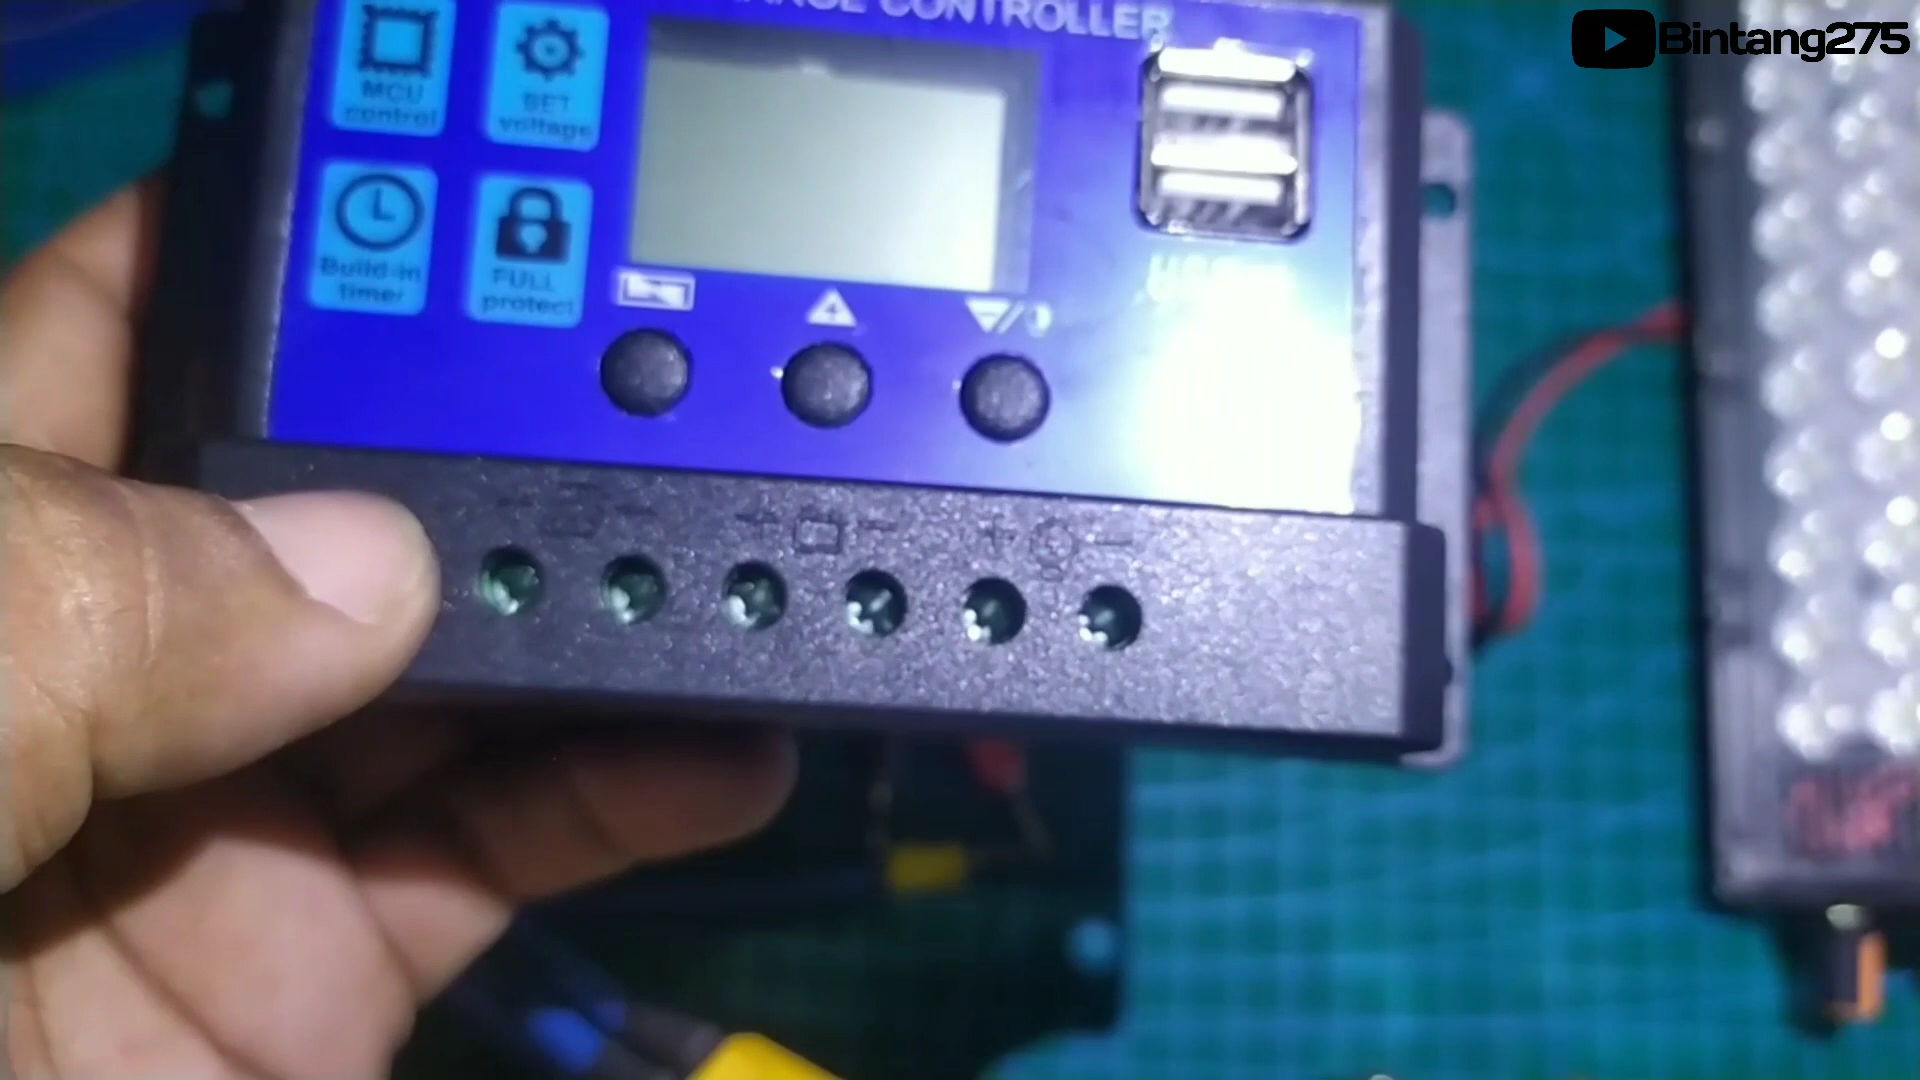 CONTROLLER
Bintang275
MCU
control
SET
voltage
Build-in
timer
FULL
protect